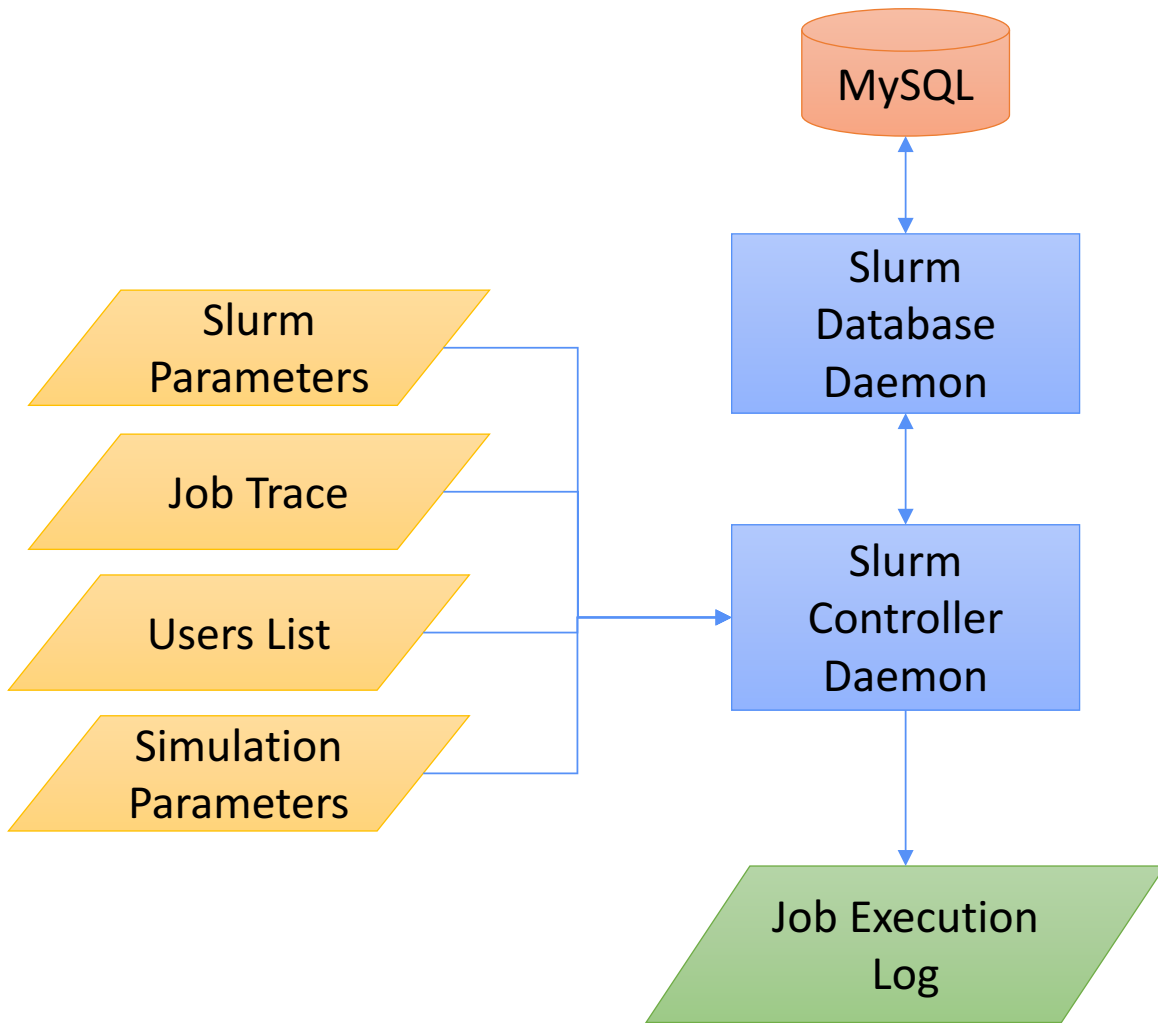 MySQL
Slurm
Database
Daemon
Slurm
Parameters
Job Trace
Users List
Simulation
Parameters
Slurm
Controller
Daemon
Job Execution
Log